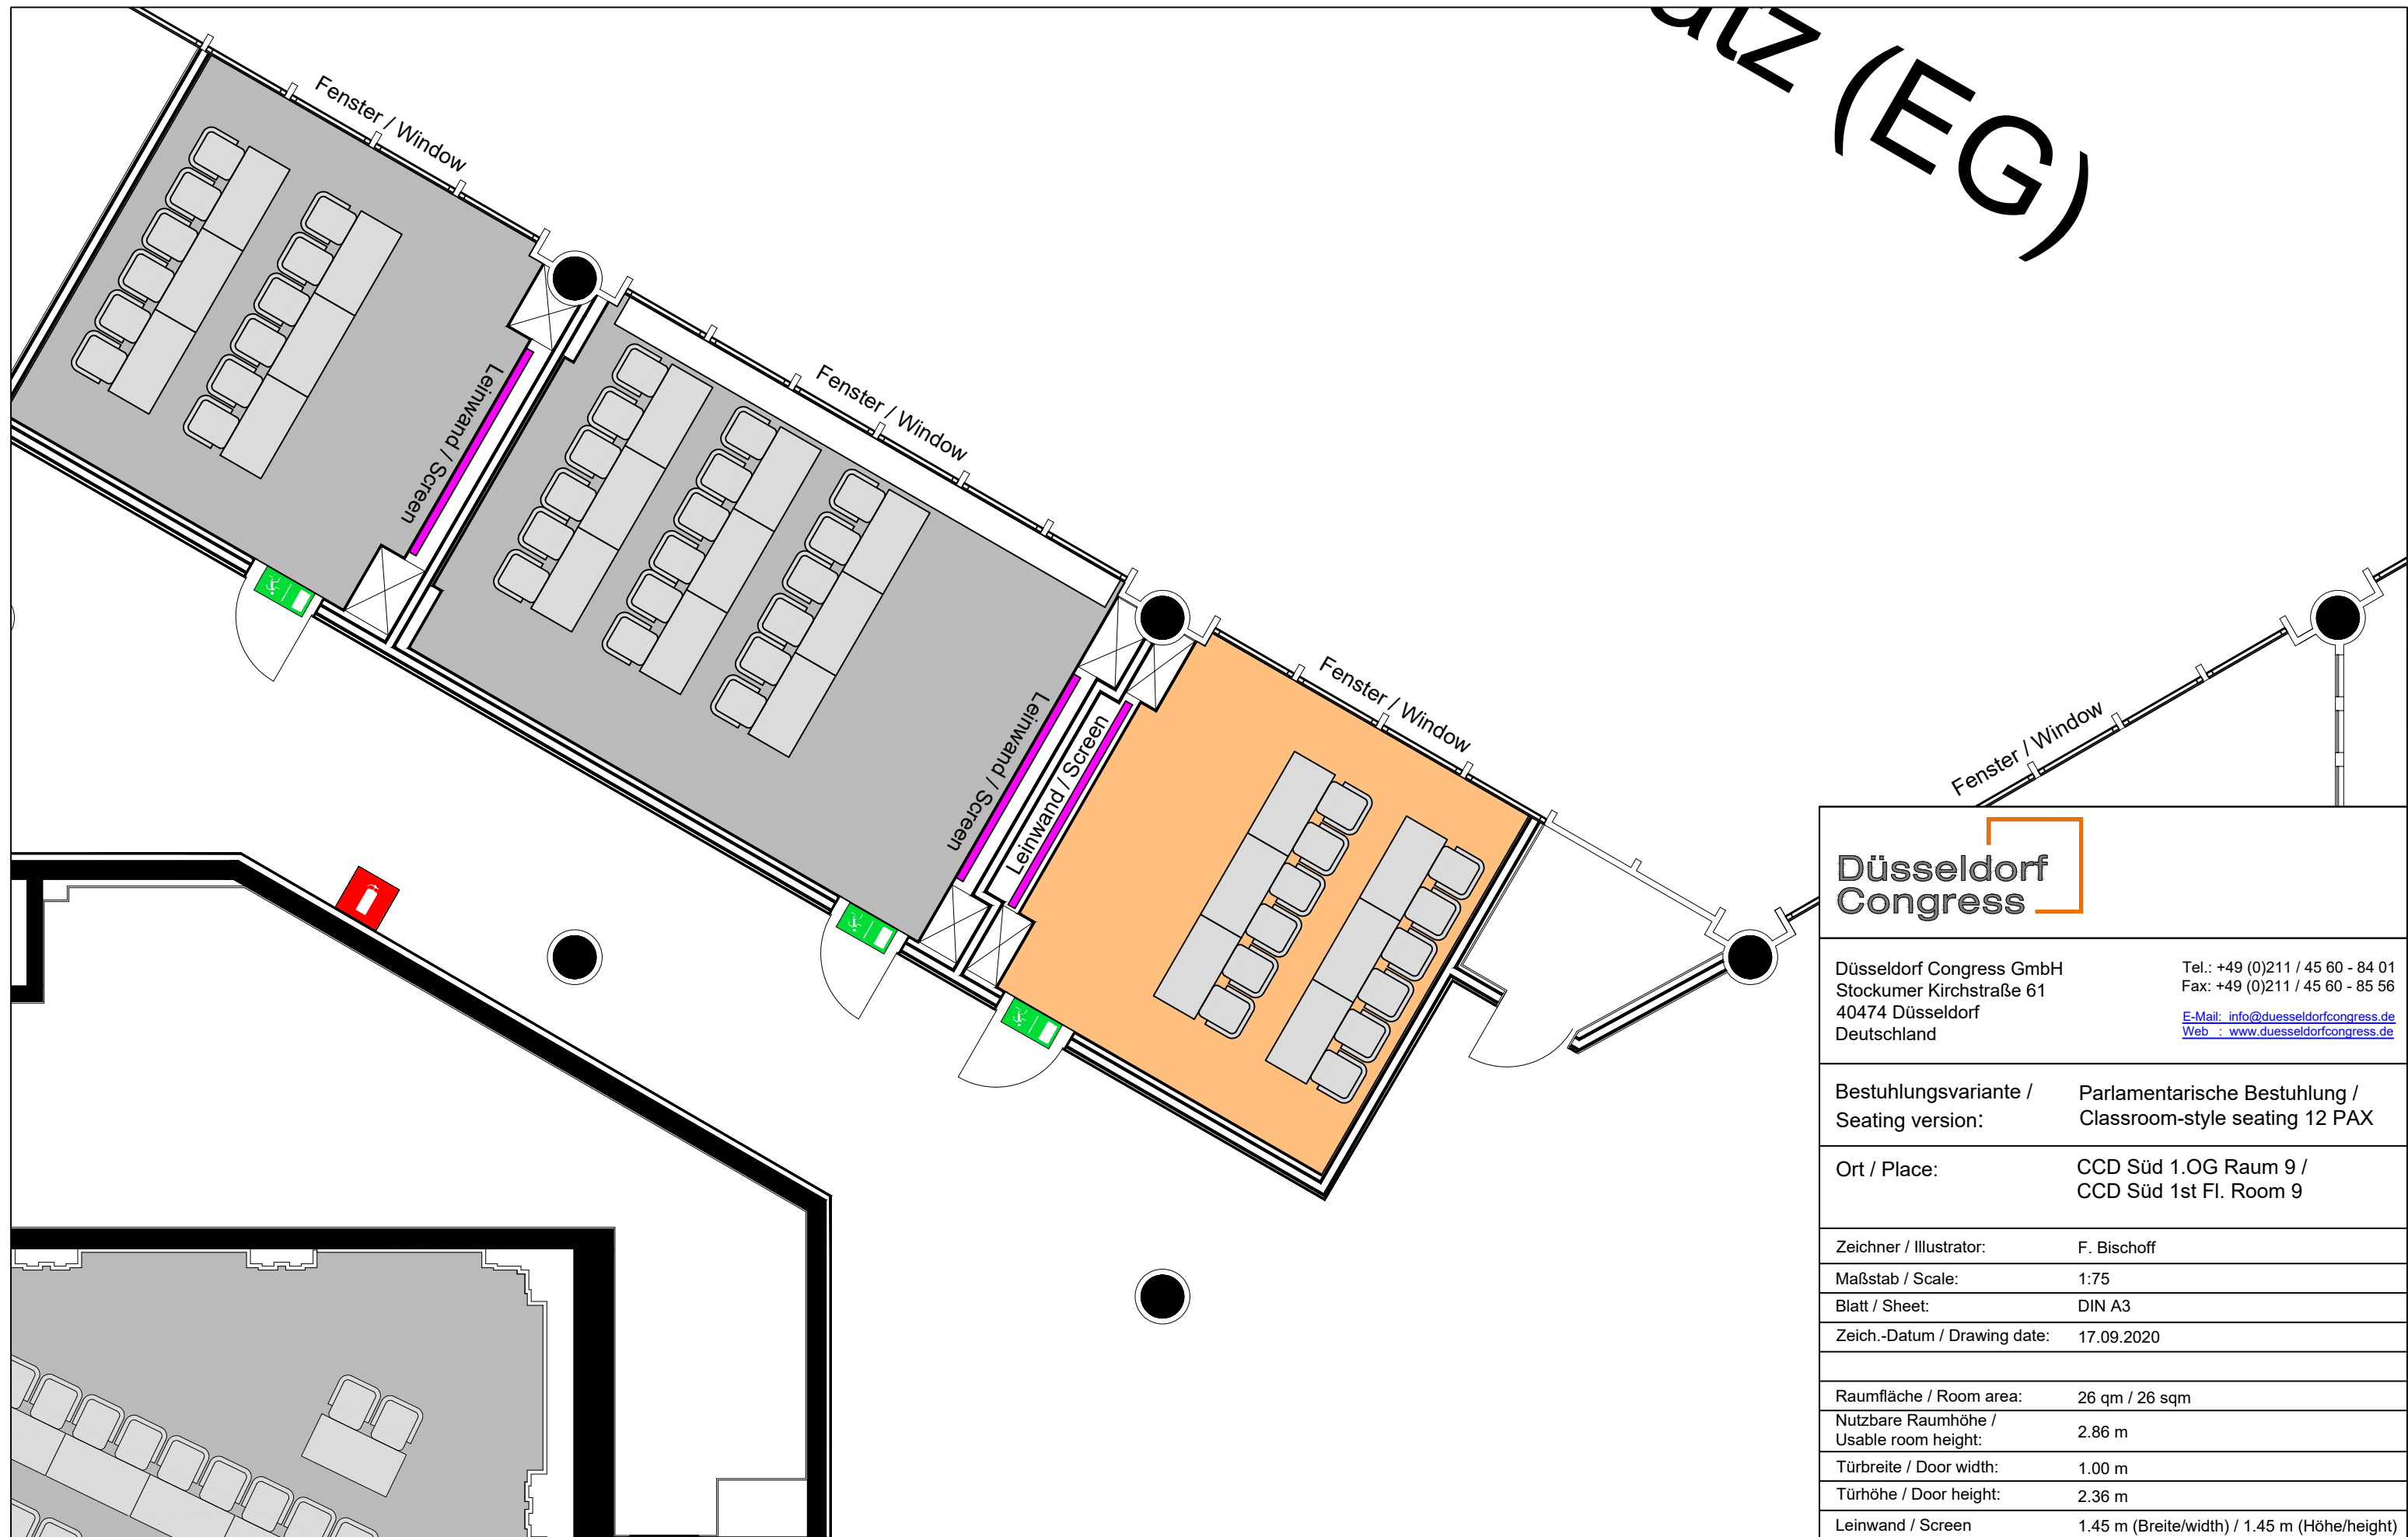 (EG)
Fenster / Window
Leinwand / Screen
Fenster / Window
Leinwand / Screen
Leinwand / Screen
Fenster / Window
Fenster / Window
Düsseldorf
Congress
Düsseldorf Congress GmbH
Stockumer Kirchstraße 61
40474 Düsseldorf
Deutschland
Tel.: +49 (0)211 / 45 60 - 84 01
Fax: +49 (0)211 / 45 60 - 85 56
E-Mail: info@duesseldorfcongress.de
Web : www.duesseldorfcongress.de
Bestuhlungsvariante / Parlamentarische Bestuhlung /
Seating version: Classroom-style seating 12 PAX
Ort / Place: CCD Süd 1.OG Raum 9 /
CCD Süd 1st Fl. Room 9
Zeichner / Illustrator: F. Bischoff
Maßstab / Scale: 1:75
Blatt / Sheet: DIN A3
Zeich.-Datum / Drawing date: 17.09.2020
Raumfläche / Room area: 26 qm / 26 sqm
Nutzbare Raumhöhe /
Usable room height: 2.86 m
Türbreite / Door width: 1.00 m
Türhöhe / Door height: 2.36 m
Leinwand / Screen 1.45 m (Breite/width) / 1.45 m (Höhe/height)